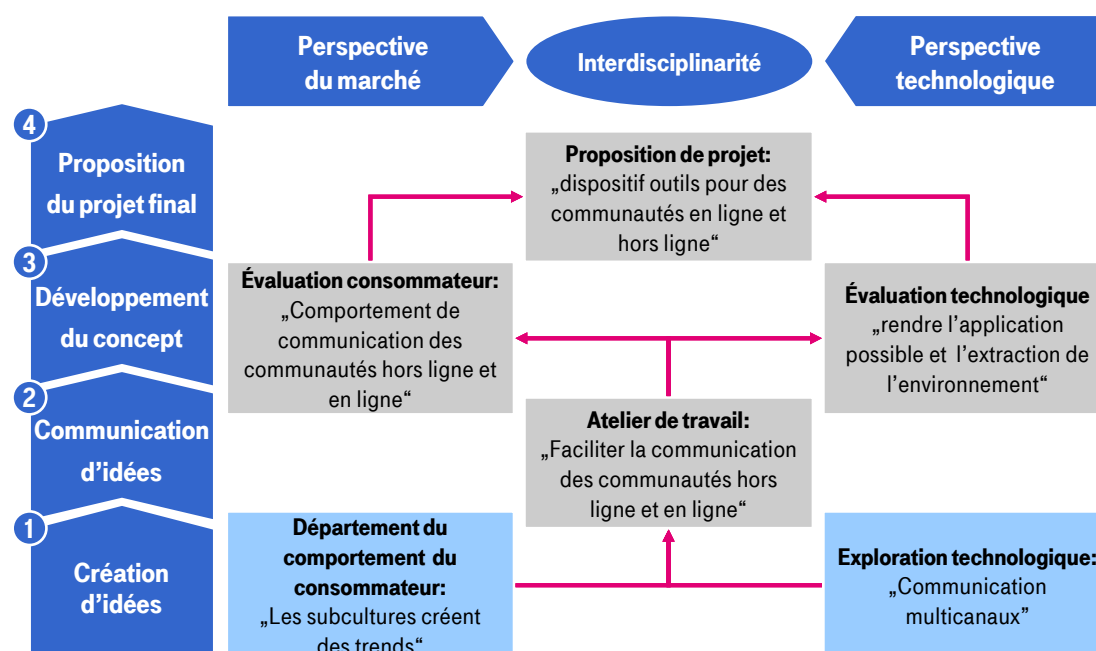 Perspective
du marché
Interdisciplinarité
Perspective
technologique
4
Proposition
du projet final
Proposition de projet:
„dispositif outils pour des
communautés en ligne et
hors ligne“
3
Développement
du concept
Évaluation consommateur:
„Comportement de
communication des
communautés hors ligne et
en ligne“
Évaluation technologique
„rendre l’application
possible et l’extraction de
l’environnement“
2
Communication
d’idées
Atelier de travail:
„Faciliter la communication
des communautés hors
ligne et en ligne“
1
Création
d’idées
Département du
comportement du
consommateur:
„Les subcultures créent
des trends“
Exploration technologique:
„Communication
multicanaux”